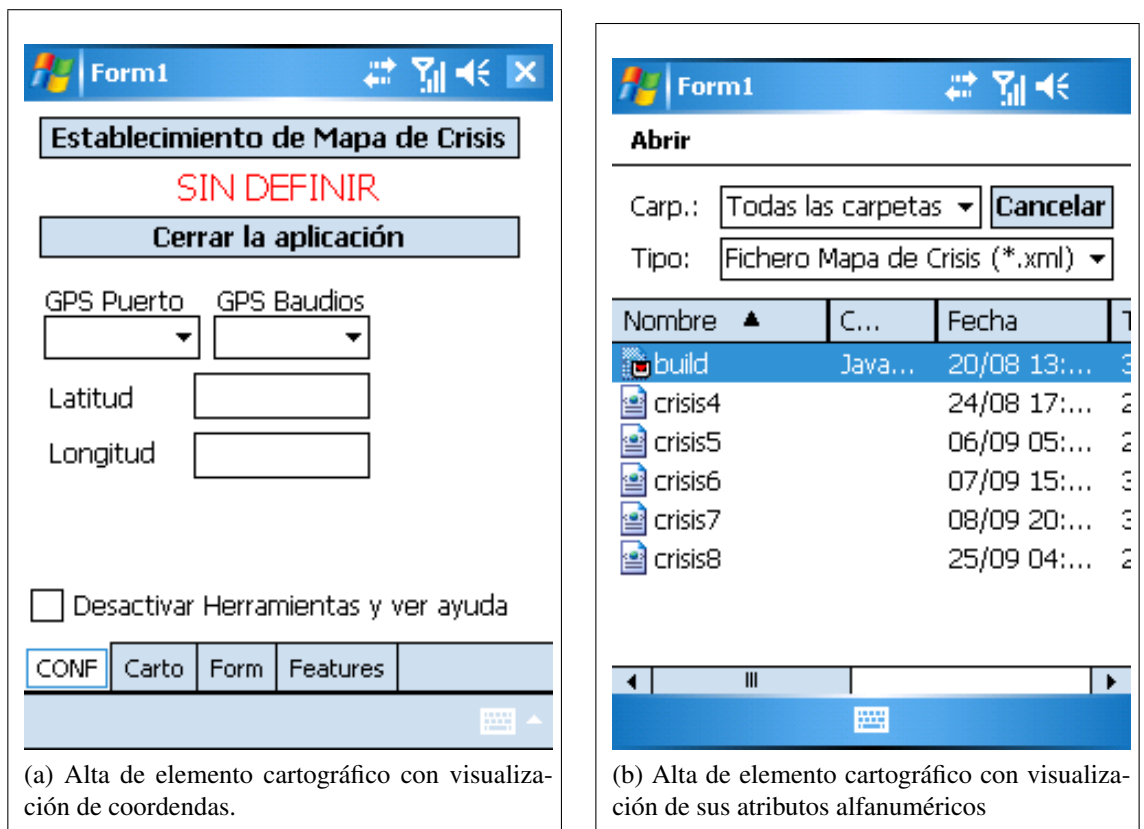 Form1
Establecimiento de Mapa de Crisis
SIN DEFINIR
Cerrar la aplicación
GPS Puerto GPS Baudios
Latitud
Longitud
Desactivar Herramientas y ver ayuda
CONF Carto Form Features
(a) Alta de elemento cartográfico con visualiza-
ción de coordendas.
Form1
Abrir
Carp.: Todas las carpetas Cancelar
Tipo: Fichero Mapa de Crisis (*.xml)
Nombre C... Fecha
build Java... 20/08 13:...
crisis4 24/08 17:...
crisis5 06/09 05:...
crisis6 07/09 15:...
crisis7 08/09 20:...
crisis8 25/09 04:...
(b) Alta de elemento cartográfico con visualiza-
ción de sus atributos alfanuméricos